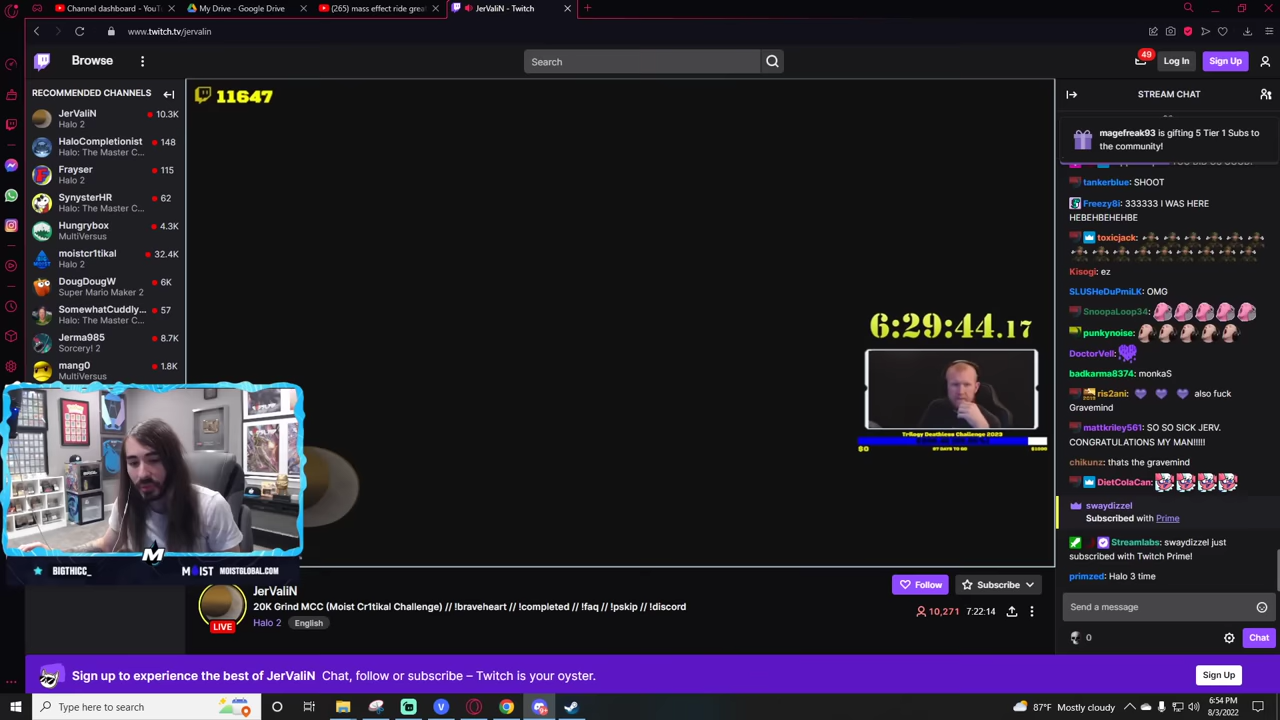 Channel dashboard - YouT
My Drive - Google Drive
(265) mass effect ride grea
JerValiN - Twitch
www.twitch.tv/jervalin
Browse
Search
49
Log In
Sign Up
RECOMMENDED CHANNELS
JerValiN
Halo 2
10.3K
HaloCompletionist
Halo: The Master C...
148
Frayser
Halo 2
115
SynysterHR
Halo: The Master C...
62
Hungrybox
MultiVersus
4.3K
moistcr1tikal
Halo 2
32.4K
DougDougW
Super Mario Maker 2
6K
SomewhatCuddly...
Halo: The Master C...
57
Jerma985
Sorcery! 2
8.7K
mang0
MultiVersus
1.8K
11647
6:29:44.17
Trilogy Deathless Challenge 2023
$0
$1000
BIGTHICC_
MOIST
MOISTGLOBAL.COM
LIVE
JerValiN
20K Grind MCC (Moist Cr1tikal Challenge) // !braveheart // !completed // !faq // !pskip // !discord
Halo 2
English
Follow
Subscribe
10,271
7:22:14
STREAM CHAT
magefreak93 is gifting 5 Tier 1 Subs to
the community!
tankerblue: SHOOT
Freezy8i: 333333 I WAS HERE
HEBEHBEHEHBE
toxicjack:
Kisogi: ez
SLUSHeDuPmiLK: OMG
SnoopaLoop34:
punkynoise:
DoctorVell:
badkarma8374: monkaS
ris2ani: also fuck
Gravemind
mattkriley561: SO SO SICK JERV.
CONGRATULATIONS MY MAN!!!!!
chikunz: thats the gravemind
DietColaCan:
swaydizzel
Subscribed with Prime
Streamlabs: swaydizzel just
subscribed with Twitch Prime!
primzed: Halo 3 time
Send a message
0
Chat
Sign up to experience the best of JerValiN
Chat, follow or subscribe – Twitch is your oyster.
Sign Up
Type here to search
87°F Mostly cloudy
6:54 PM
8/3/2022